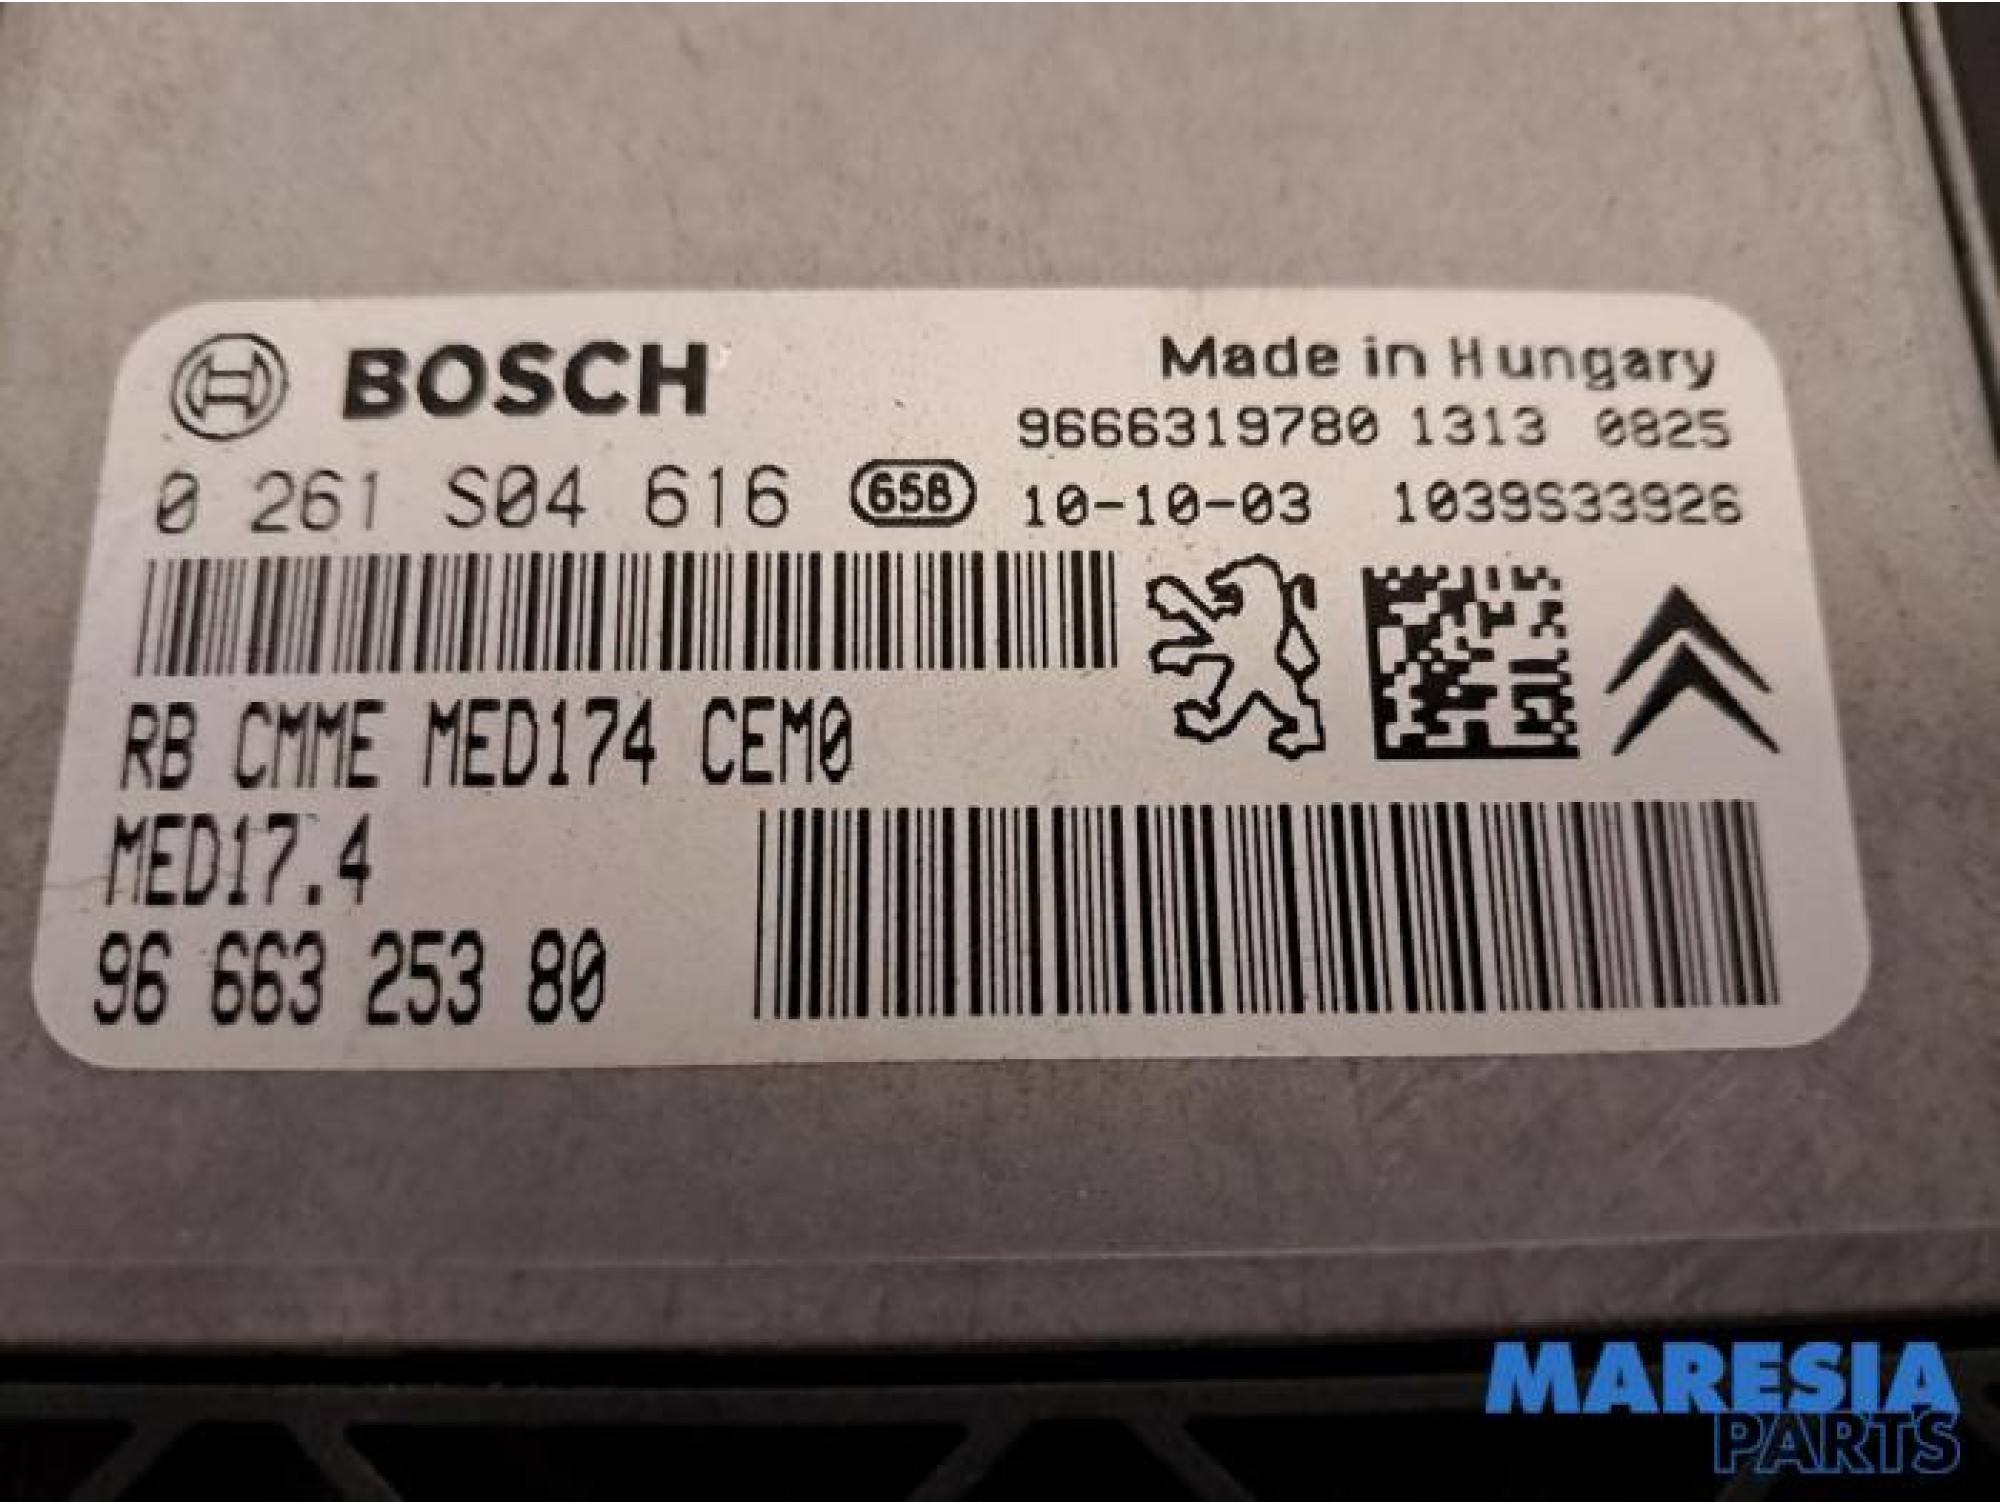 BOSCH
Made in Hungary
9666319780 1313 0825
0 261 S04 616 65B 10-10-03 1039S33926
RB CMME MED174 CEM0
MED17.4
96 663 253 80
MARESIA
PARTS